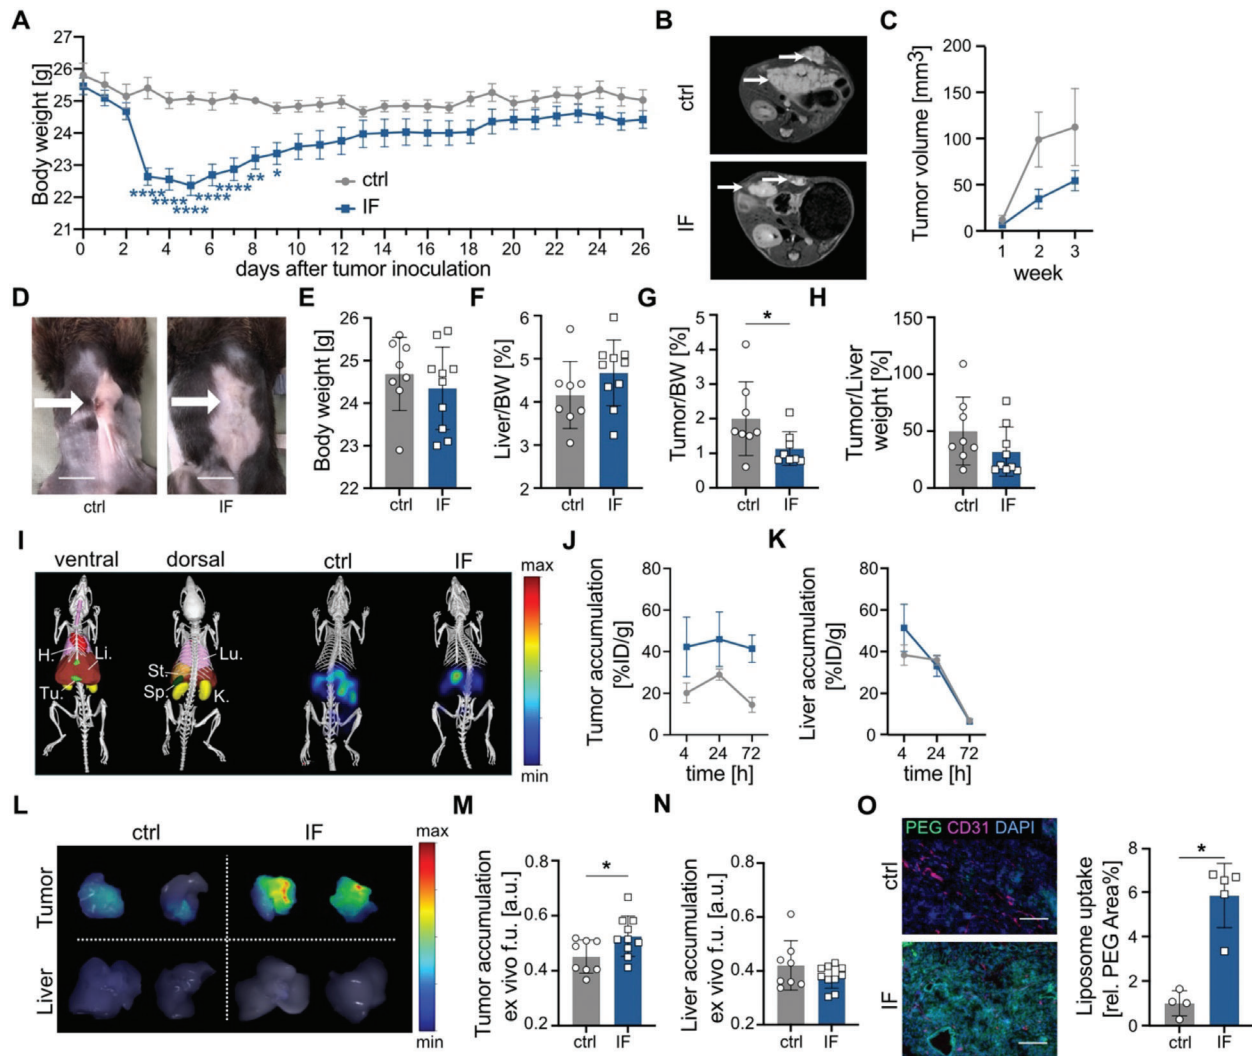 A
Body weight [g]
27
26
25
24
23
22
21
****
****
****
****
****
**
*
ctrl
IF
0 2 4 6 8 10 12 14 16 18 20 22 24 26
days after tumor inoculation
B
ctrl
IF
C
Tumor volume [mm3]
200
150
100
50
0
1 2 3
week
D
ctrl IF
E
Body weight [g]
26
25
24
23
22
ctrl IF
F
Liver/BW [%]
6
5
4
3
2
ctrl IF
G
Tumor/BW [%]
5
4
3
2
1
0
*
ctrl IF
H
Tumor/Liver
weight [%]
150
100
50
0
ctrl IF
I
ventral dorsal ctrl IF
H. Li.
Tu.
St. Lu.
Sp. K.
max
min
J
Tumor accumulation
[%ID/g]
80
60
40
20
0
4 24 72
time [h]
K
Liver accumulation
[%ID/g]
80
60
40
20
0
4 24 72
time [h]
L
ctrl IF
Tumor
Liver
max
min
M
Tumor accumulation
ex vivo f.u. [a.u.]
0.8
0.6
0.4
0.2
*
ctrl IF
N
Liver accumulation
ex vivo f.u. [a.u.]
0.8
0.6
0.4
0.2
ctrl IF
O
PEG CD31 DAPI
ctrl
IF
Liposome uptake
[rel. PEG Area%]
8
6
4
2
0
*
ctrl IF